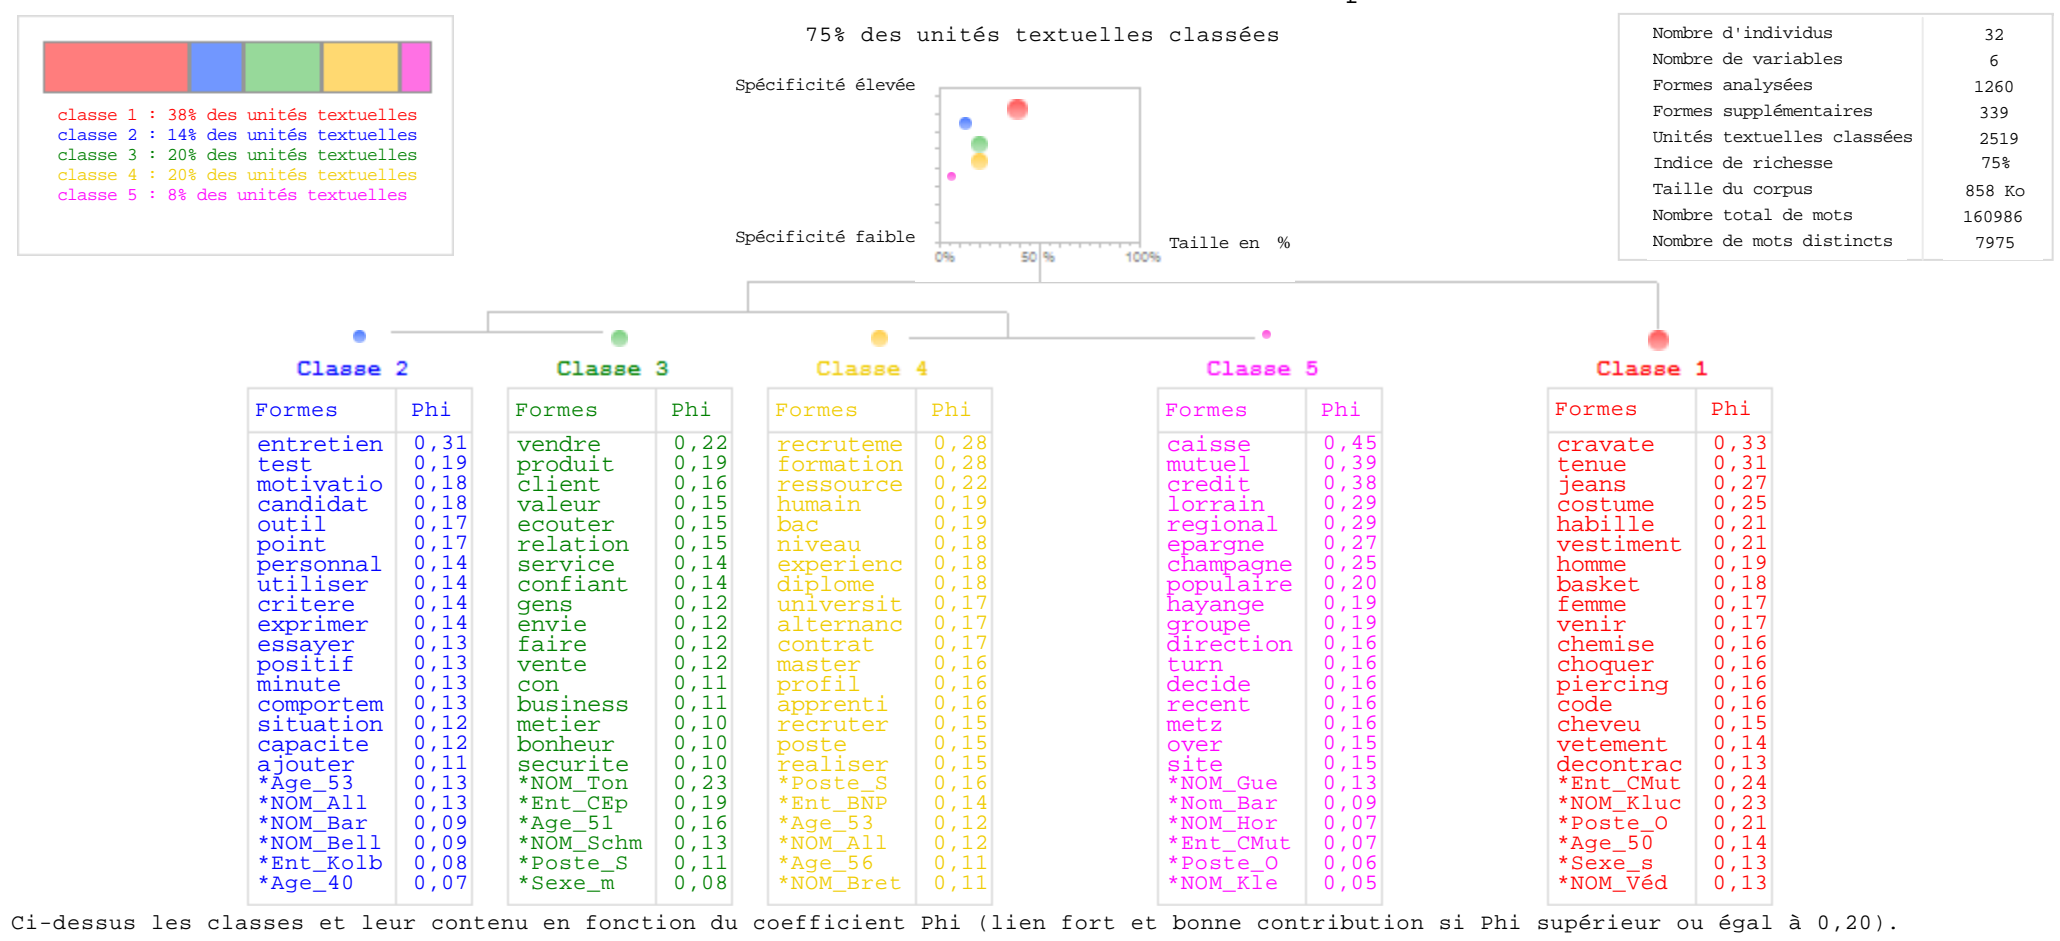 75% des unités textuelles classées
classe 1 : 38% des unités textuelles
classe 2 : 14% des unités textuelles
classe 3 : 20% des unités textuelles
classe 4 : 20% des unités textuelles
classe 5 : 8% des unités textuelles
Spécificité élevée
Spécificité faible
0% 50 % 100%
Taille en %
Nombre d'individus 32
Nombre de variables 6
Formes analysées 1260
Formes supplémentaires 339
Unités textuelles classées 2519
Indice de richesse 75%
Taille du corpus 858 Ko
Nombre total de mots 160986
Nombre de mots distincts 7975
Classe 2
Formes Phi
entretien 0,31
test 0,19
motivatio 0,18
candidat 0,18
outil 0,17
point 0,17
personnal 0,14
utiliser 0,14
critere 0,14
exprimer 0,14
essayer 0,13
positif 0,13
minute 0,13
comportem 0,13
situation 0,12
capacite 0,12
ajouter 0,11
*Age_53 0,13
*NOM_All 0,13
*NOM_Bar 0,09
*NOM_Bell 0,09
*Ent_Kolb 0,08
*Age_40 0,07
Classe 3
Formes Phi
vendre 0,22
produit 0,19
client 0,16
valeur 0,15
ecouter 0,15
relation 0,15
service 0,14
confiant 0,14
gens 0,12
envie 0,12
faire 0,12
vente 0,12
con 0,11
business 0,11
metier 0,10
bonheur 0,10
securite 0,10
*NOM_Ton 0,23
*Ent_CEp 0,19
*Age_51 0,16
*NOM_Schm 0,13
*Poste_S 0,11
*Sexe_m 0,08
Classe 4
Formes Phi
recruteme 0,28
formation 0,28
ressource 0,22
humain 0,19
bac 0,19
niveau 0,18
experienc 0,18
diplome 0,18
universit 0,17
alternanc 0,17
contrat 0,17
master 0,16
profil 0,16
apprenti 0,16
recruter 0,15
poste 0,15
realiser 0,15
*Poste_S 0,16
*Ent_BNP 0,14
*Age_53 0,12
*NOM_All 0,12
*Age_56 0,11
*NOM_Bret 0,11
Classe 5
Formes Phi
caisse 0,45
mutuel 0,39
credit 0,38
lorrain 0,29
regional 0,29
epargne 0,27
champagne 0,25
populaire 0,20
hayange 0,19
groupe 0,19
direction 0,16
turn 0,16
decide 0,16
recent 0,16
metz 0,16
over 0,15
site 0,15
*NOM_Gue 0,13
*Nom_Bar 0,09
*NOM_Hor 0,07
*Ent_CMut 0,07
*Poste_O 0,06
*NOM_Kle 0,05
Classe 1
Formes Phi
cravate 0,33
tenue 0,31
jeans 0,27
costume 0,25
habille 0,21
vestiment 0,21
homme 0,19
basket 0,18
femme 0,17
venir 0,17
chemise 0,16
choquer 0,16
piercing 0,16
code 0,16
cheveu 0,15
vetement 0,14
decontrac 0,13
*Ent_CMut 0,24
*NOM_Kluc 0,23
*Poste_O 0,21
*Age_50 0,14
*Sexe_s 0,13
*NOM_Véd 0,13
Ci-dessus les classes et leur contenu en fonction du coefficient Phi (lien fort et bonne contribution si Phi supérieur ou égal à 0,20).